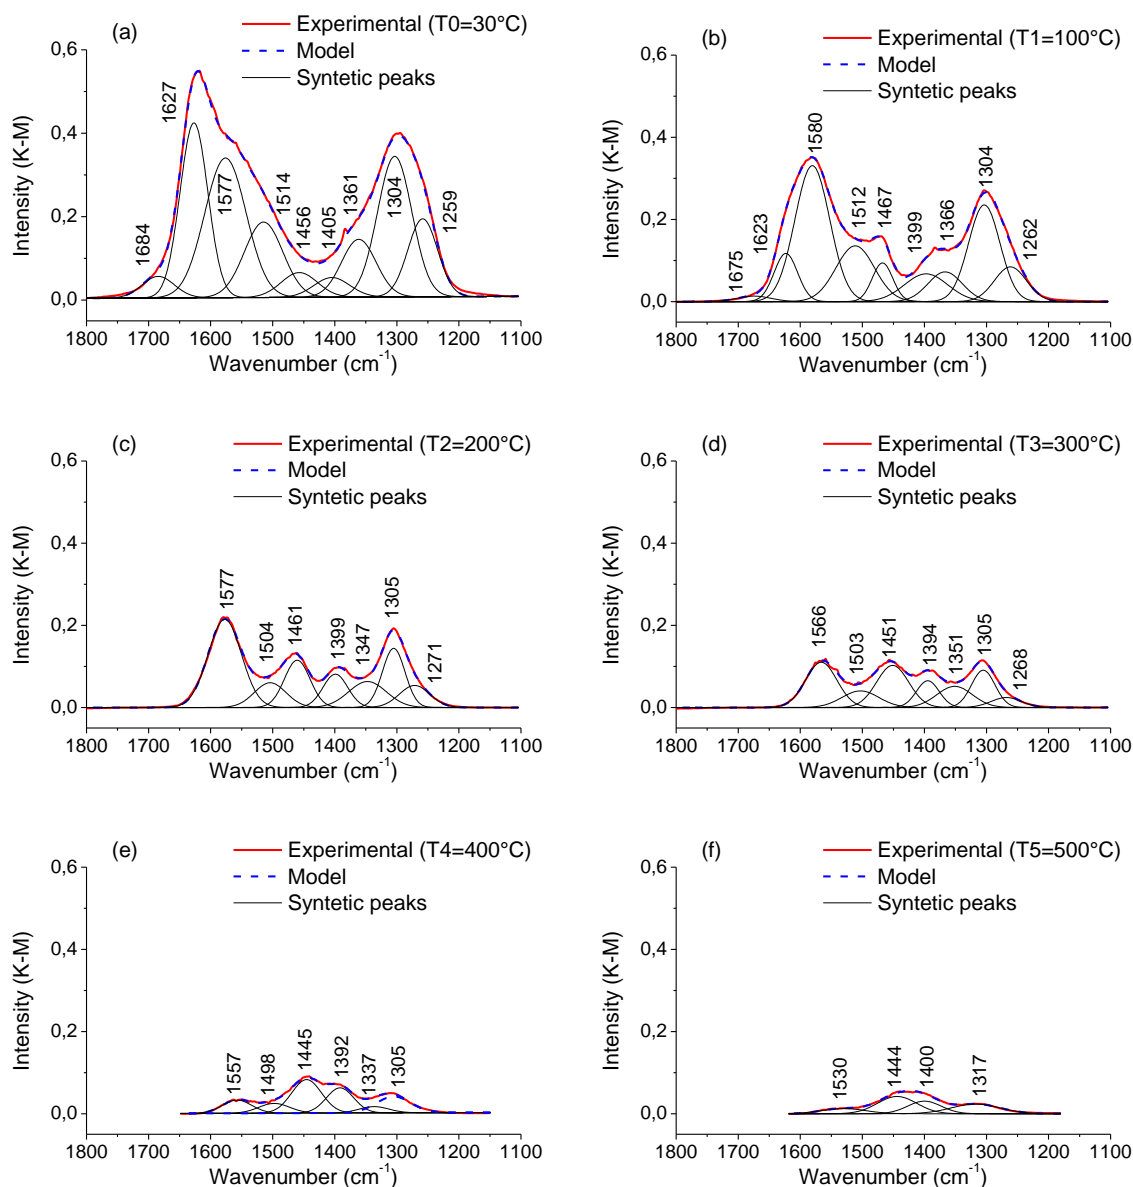 (a)
Experimental (T0=30°C)
Model
Syntetic peaks
Intensity (K-M)
0,6
0,4
0,2
0,0
1684
1627
1577
1514
1456
1405
1361
1304
1259
1800 1700 1600 1500 1400 1300 1200 1100
Wavenumber (cm-1)
(b)
Experimental (T1=100°C)
Model
Syntetic peaks
Intensity (K-M)
0,6
0,4
0,2
0,0
1675
1623
1580
1512
1467
1399
1366
1304
1262
1800 1700 1600 1500 1400 1300 1200 1100
Wavenumber (cm-1)
(c)
Experimental (T2=200°C)
Model
Syntetic peaks
Intensity (K-M)
0,6
0,4
0,2
0,0
1577
1504
1461
1399
1347
1305
1271
1800 1700 1600 1500 1400 1300 1200 1100
Wavenumber (cm-1)
(d)
Experimental (T3=300°C)
Model
Syntetic peaks
Intensity (K-M)
0,6
0,4
0,2
0,0
1566
1503
1451
1394
1351
1305
1268
1800 1700 1600 1500 1400 1300 1200 1100
Wavenumber (cm-1)
(e)
Experimental (T4=400°C)
Model
Syntetic peaks
Intensity (K-M)
0,6
0,4
0,2
0,0
1557
1498
1445
1392
1337
1305
1800 1700 1600 1500 1400 1300 1200 1100
Wavenumber (cm-1)
(f)
Experimental (T5=500°C)
Model
Syntetic peaks
Intensity (K-M)
0,6
0,4
0,2
0,0
1530
1444
1400
1317
1800 1700 1600 1500 1400 1300 1200 1100
Wavenumber (cm-1)